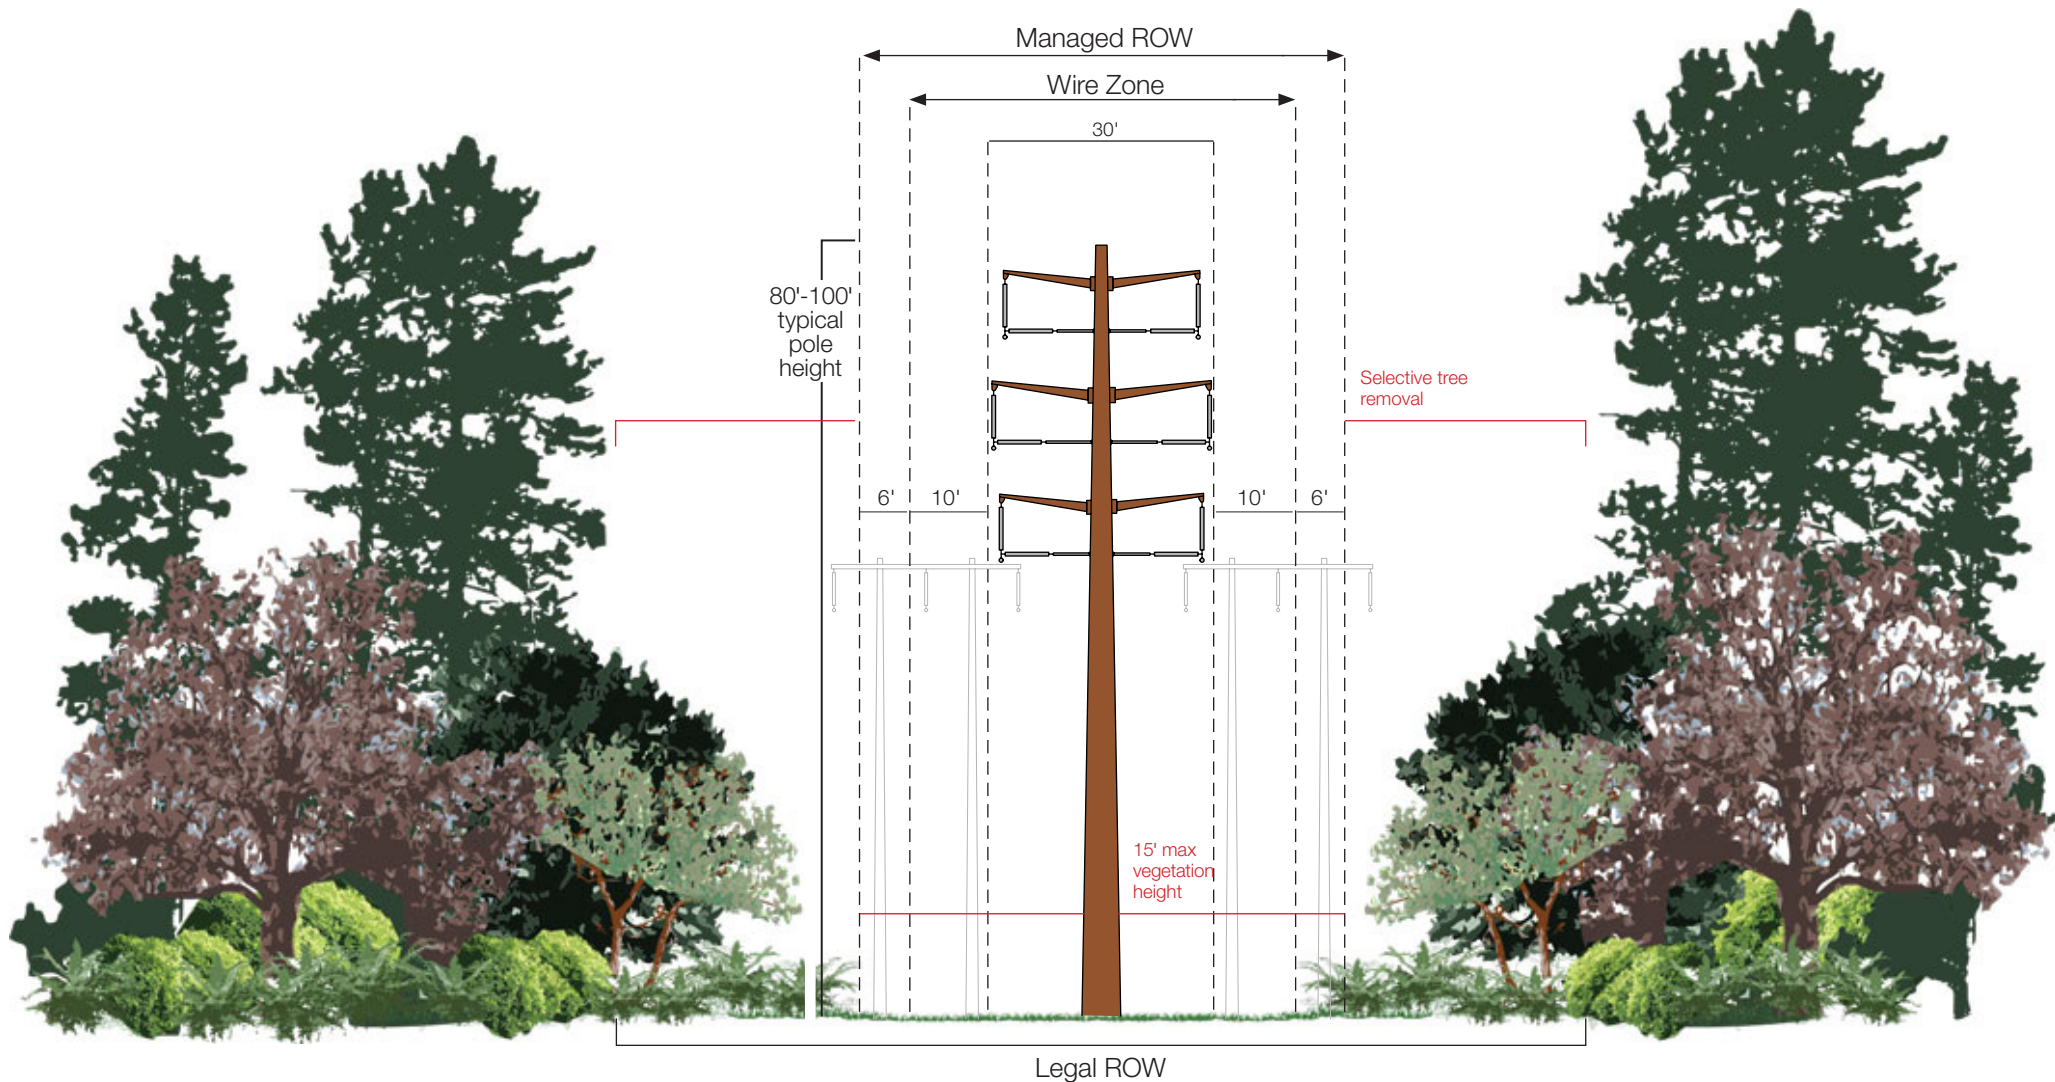 Managed ROW
Wire Zone
30'
80'-100'
typical
pole
height
Selective tree
removal
6'
10'
10'
6'
15' max
vegetation
height
Legal ROW